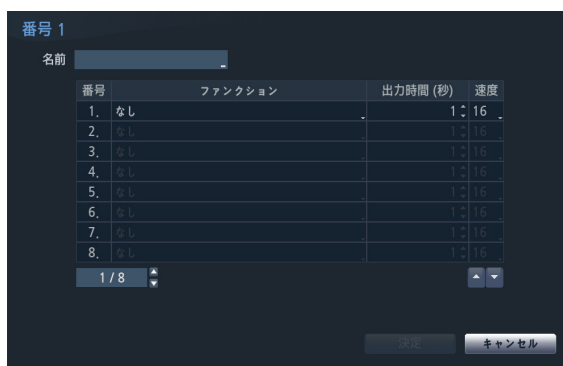 番号 1
名前
番号 ファンクション 出力時間 (秒) 速度
1. なし 1 16
2. なし 1 16
3. なし 1 16
4. なし 1 16
5. なし 1 16
6. なし 1 16
7. なし 1 16
8. なし 1 16
1 / 8
決定 キャンセル